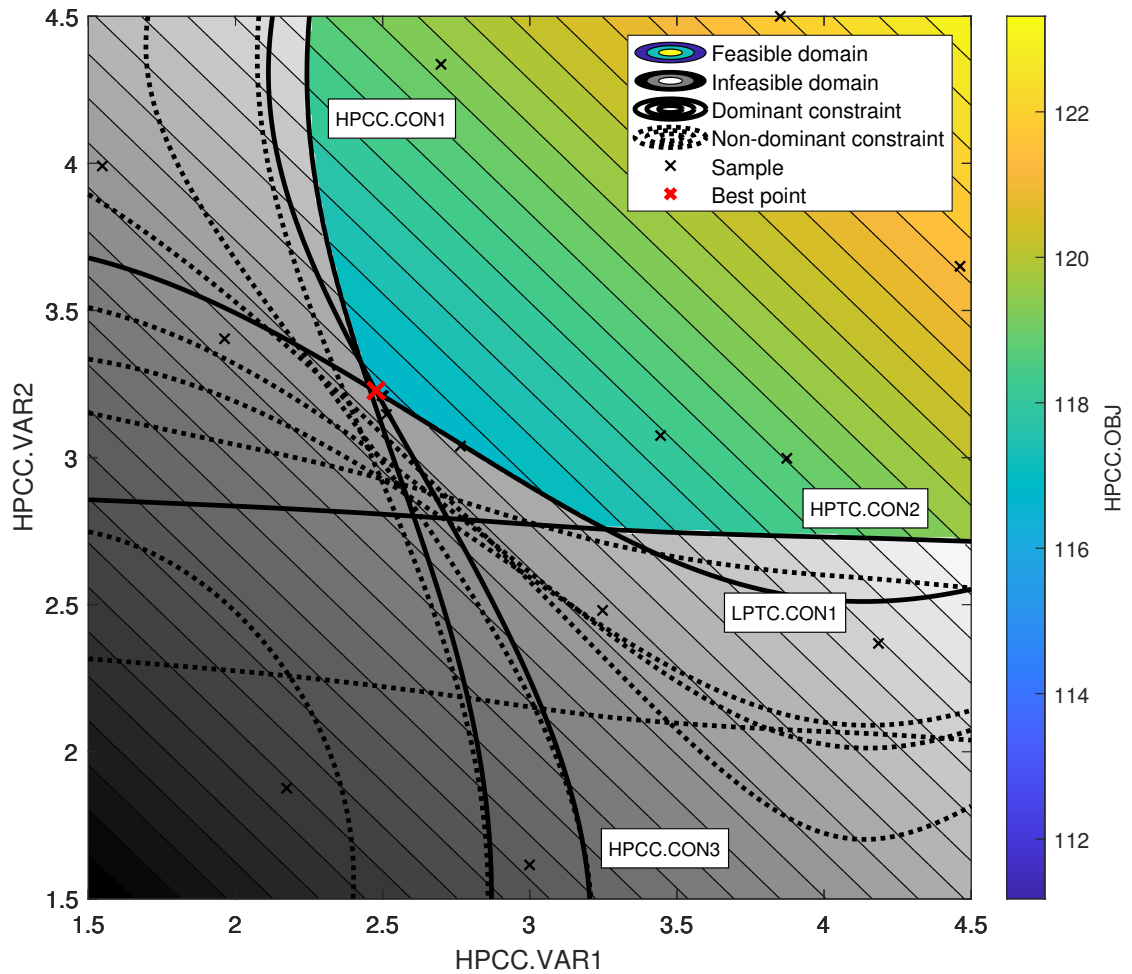 4.5
4
3.5
3
2.5
2
1.5
HPCC.VAR2
1.5
2
2.5
3
3.5
4
4.5
HPCC.VAR1
HPCC.CON1
Feasible domain
Infeasible domain
Dominant constraint
Non-dominant constraint
Sample
Best point
HPTC.CON2
LPTC.CON1
HPCC.CON3
122
120
118
116
114
112
HPCC.OBJ